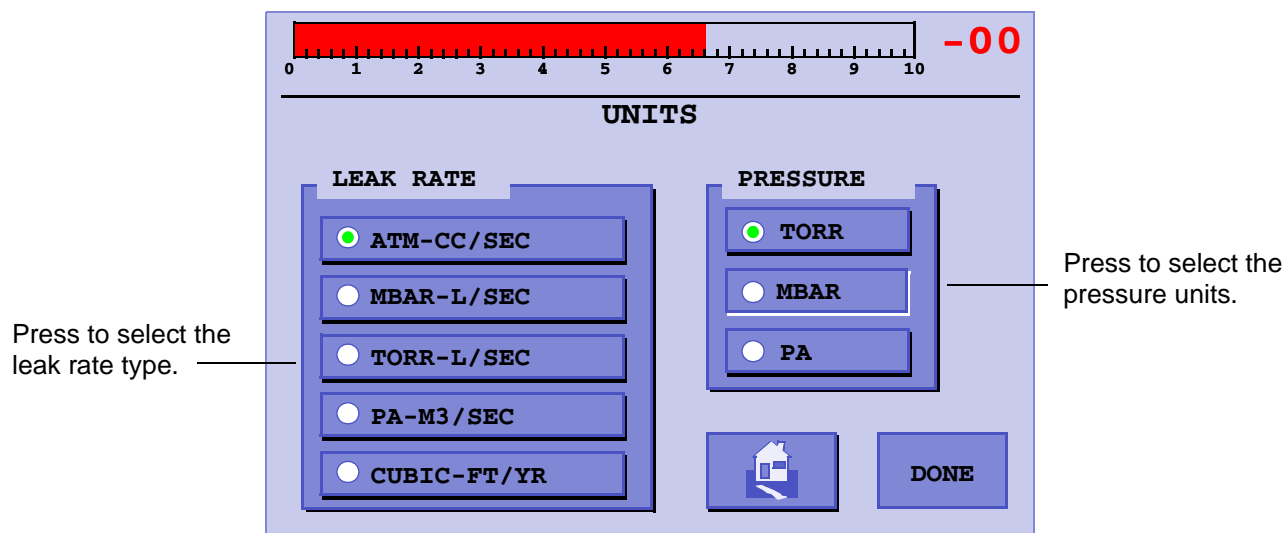 -00
0 1 2 3 4 5 6 7 8 9 10
UNITS
LEAK RATE
ATM-CC/SEC
MBAR-L/SEC
TORR-L/SEC
PA-M3/SEC
CUBIC-FT/YR
PRESSURE
TORR
MBAR
PA
DONE
Press to select the
leak rate type.
Press to select the
pressure units.